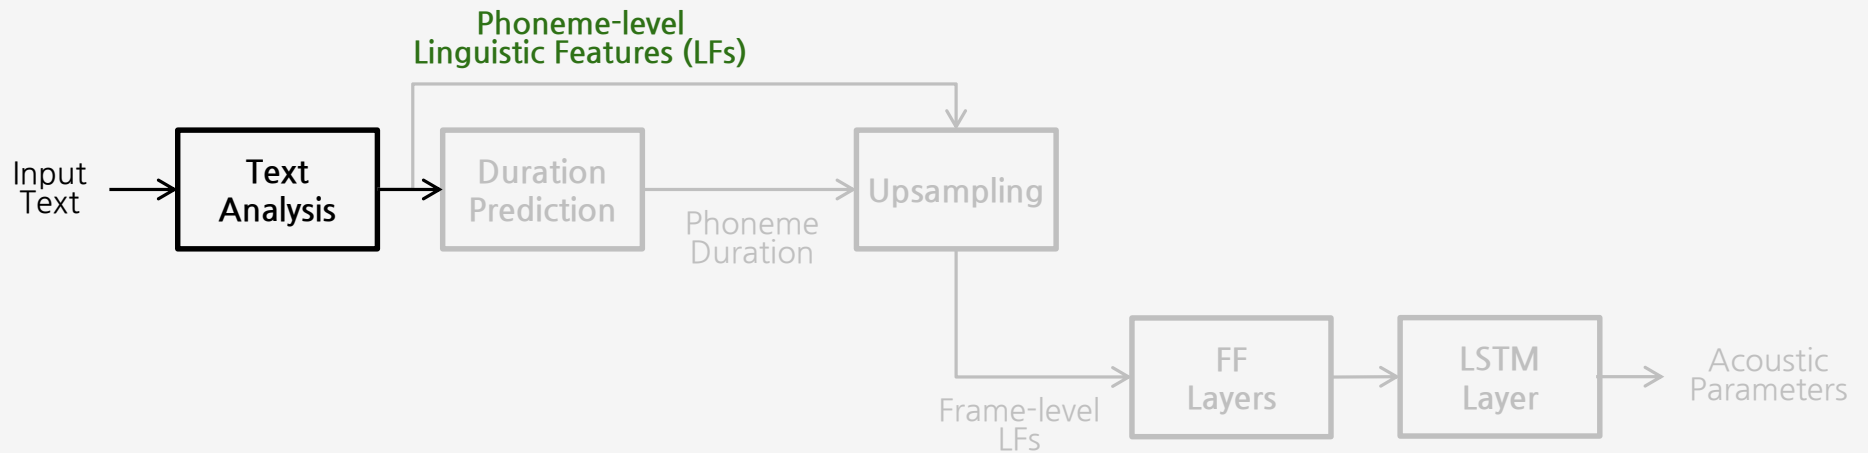 Phoneme-level
Linguistic Features (LFs)
Input
Text
Text
Analysis
Duration
Prediction
Phoneme
Duration
Upsampling
Frame-level
LFs
FF
Layers
LSTM
Layer
Acoustic
Parameters